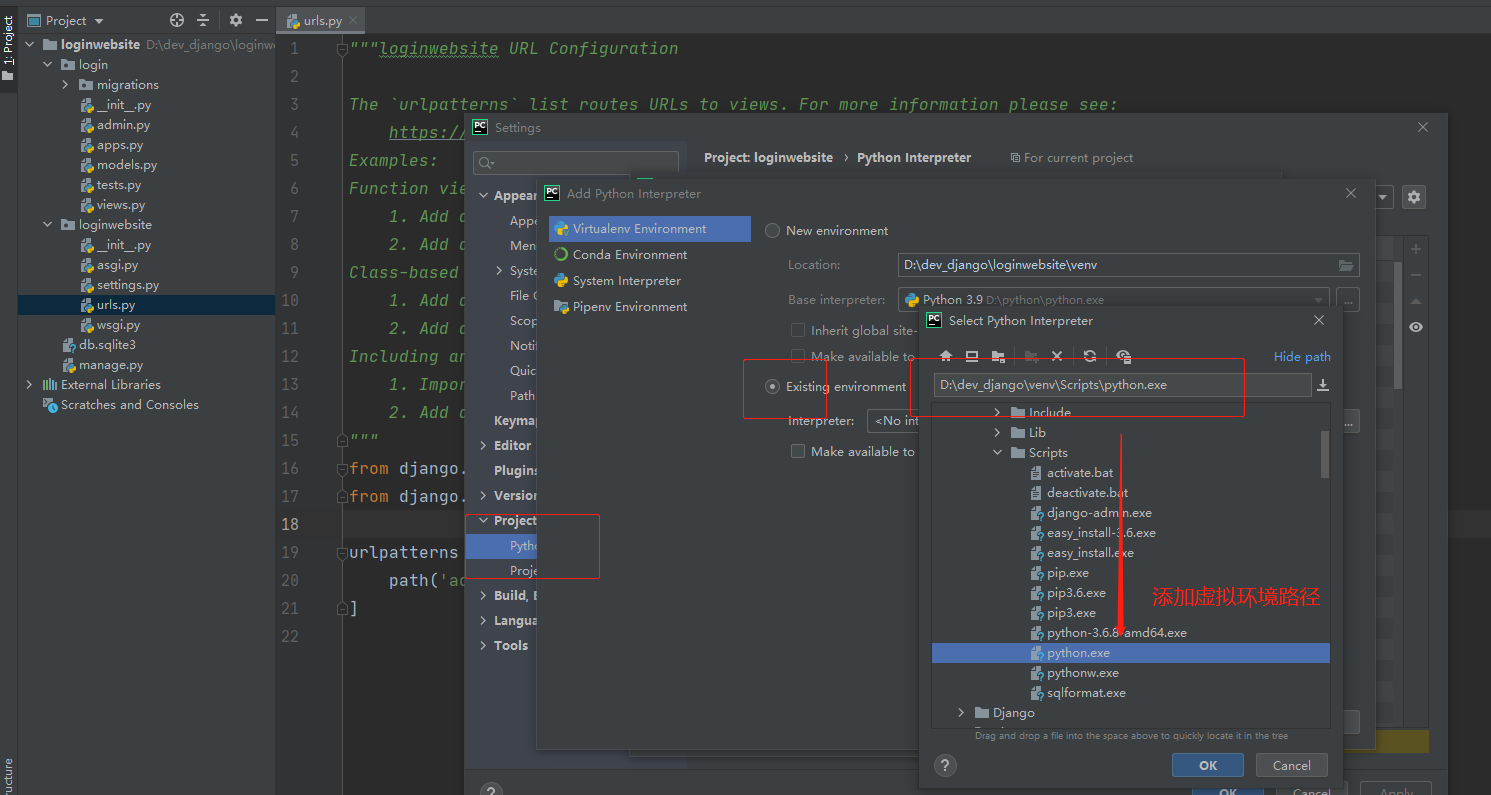 1: Project
Project
urls.py
loginwebsite D:\dev_django\loginwe
login
migrations
__init__.py
admin.py
apps.py
models.py
tests.py
views.py
loginwebsite
__init__.py
asgi.py
settings.py
urls.py
wsgi.py
db.sqlite3
manage.py
External Libraries
Scratches and Consoles
ucture
1 """loginwebsite URL Configuration
2
3 The `urlpatterns` list routes URLs to views. For more information please see:
4 https://
5 Examples:
6 Function vie
7 1. Add a
8 2. Add a
9 Class-based
10 1. Add a
11 2. Add a
12 Including an
13 1. Impor
14 2. Add a
15 """
16 from django.
17 from django.
18
19 urlpatterns
20 path('ad
21 ]
22
PC Settings
Project: loginwebsite › Python Interpreter For current project
Appear
Appe
Men
Syste
File C
Scop
Notif
Quic
Path
Keyma
Editor
Plugins
Version
Project
Pytho
Proje
Build, E
Langua
Tools
?
OK Cancel Apply
PC Add Python Interpreter
Virtualenv Environment
Conda Environment
System Interpreter
Pipenv Environment
New environment
Location: D:\dev_django\loginwebsite\venv
Base interpreter: Python 3.9 D:\python\python.exe ...
Inherit global site-
Make available to
Existing environment
Interpreter: <No int ...
Make available to
PC Select Python Interpreter
Hide path
D:\dev_django\venv\Scripts\python.exe
Include
Lib
Scripts
activate.bat
deactivate.bat
django-admin.exe
easy_install-3.6.exe
easy_install.exe
pip.exe
pip3.6.exe
pip3.exe
python-3.6.8-amd64.exe
python.exe
pythonw.exe
sqlformat.exe
Django
添加虚拟环境路径
Drag and drop a file into the space above to quickly locate it in the tree
?
OK Cancel